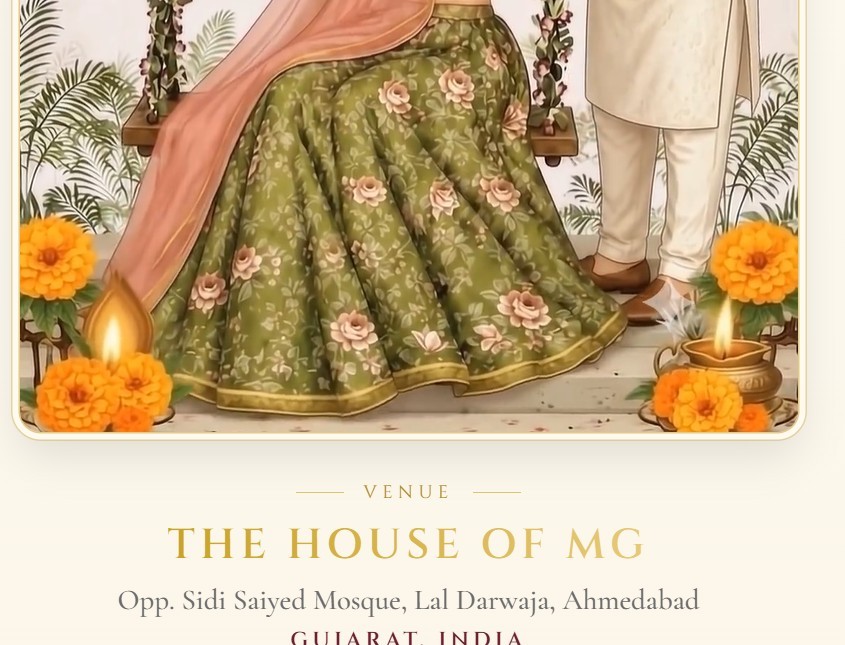 VENUE
THE HOUSE OF MG
Opp. Sidi Saiyed Mosque, Lal Darwaja, Ahmedabad
GUJARAT, INDIA